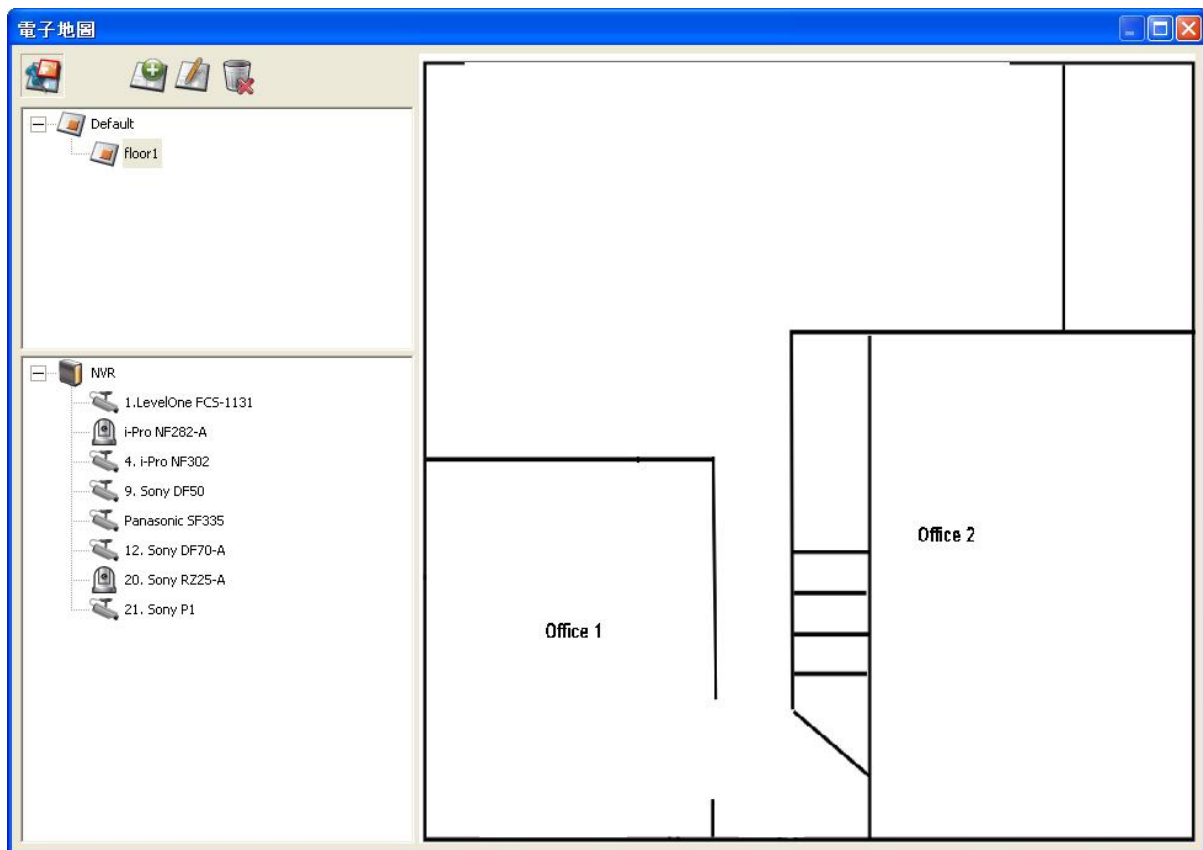 電子地圖
Default
floor1
NVR
1.LevelOne FCS-1131
i-Pro NF282-A
4. i-Pro NF302
9. Sony DF50
Panasonic SF335
12. Sony DF70-A
20. Sony RZ25-A
21. Sony P1
Office 2
Office 1